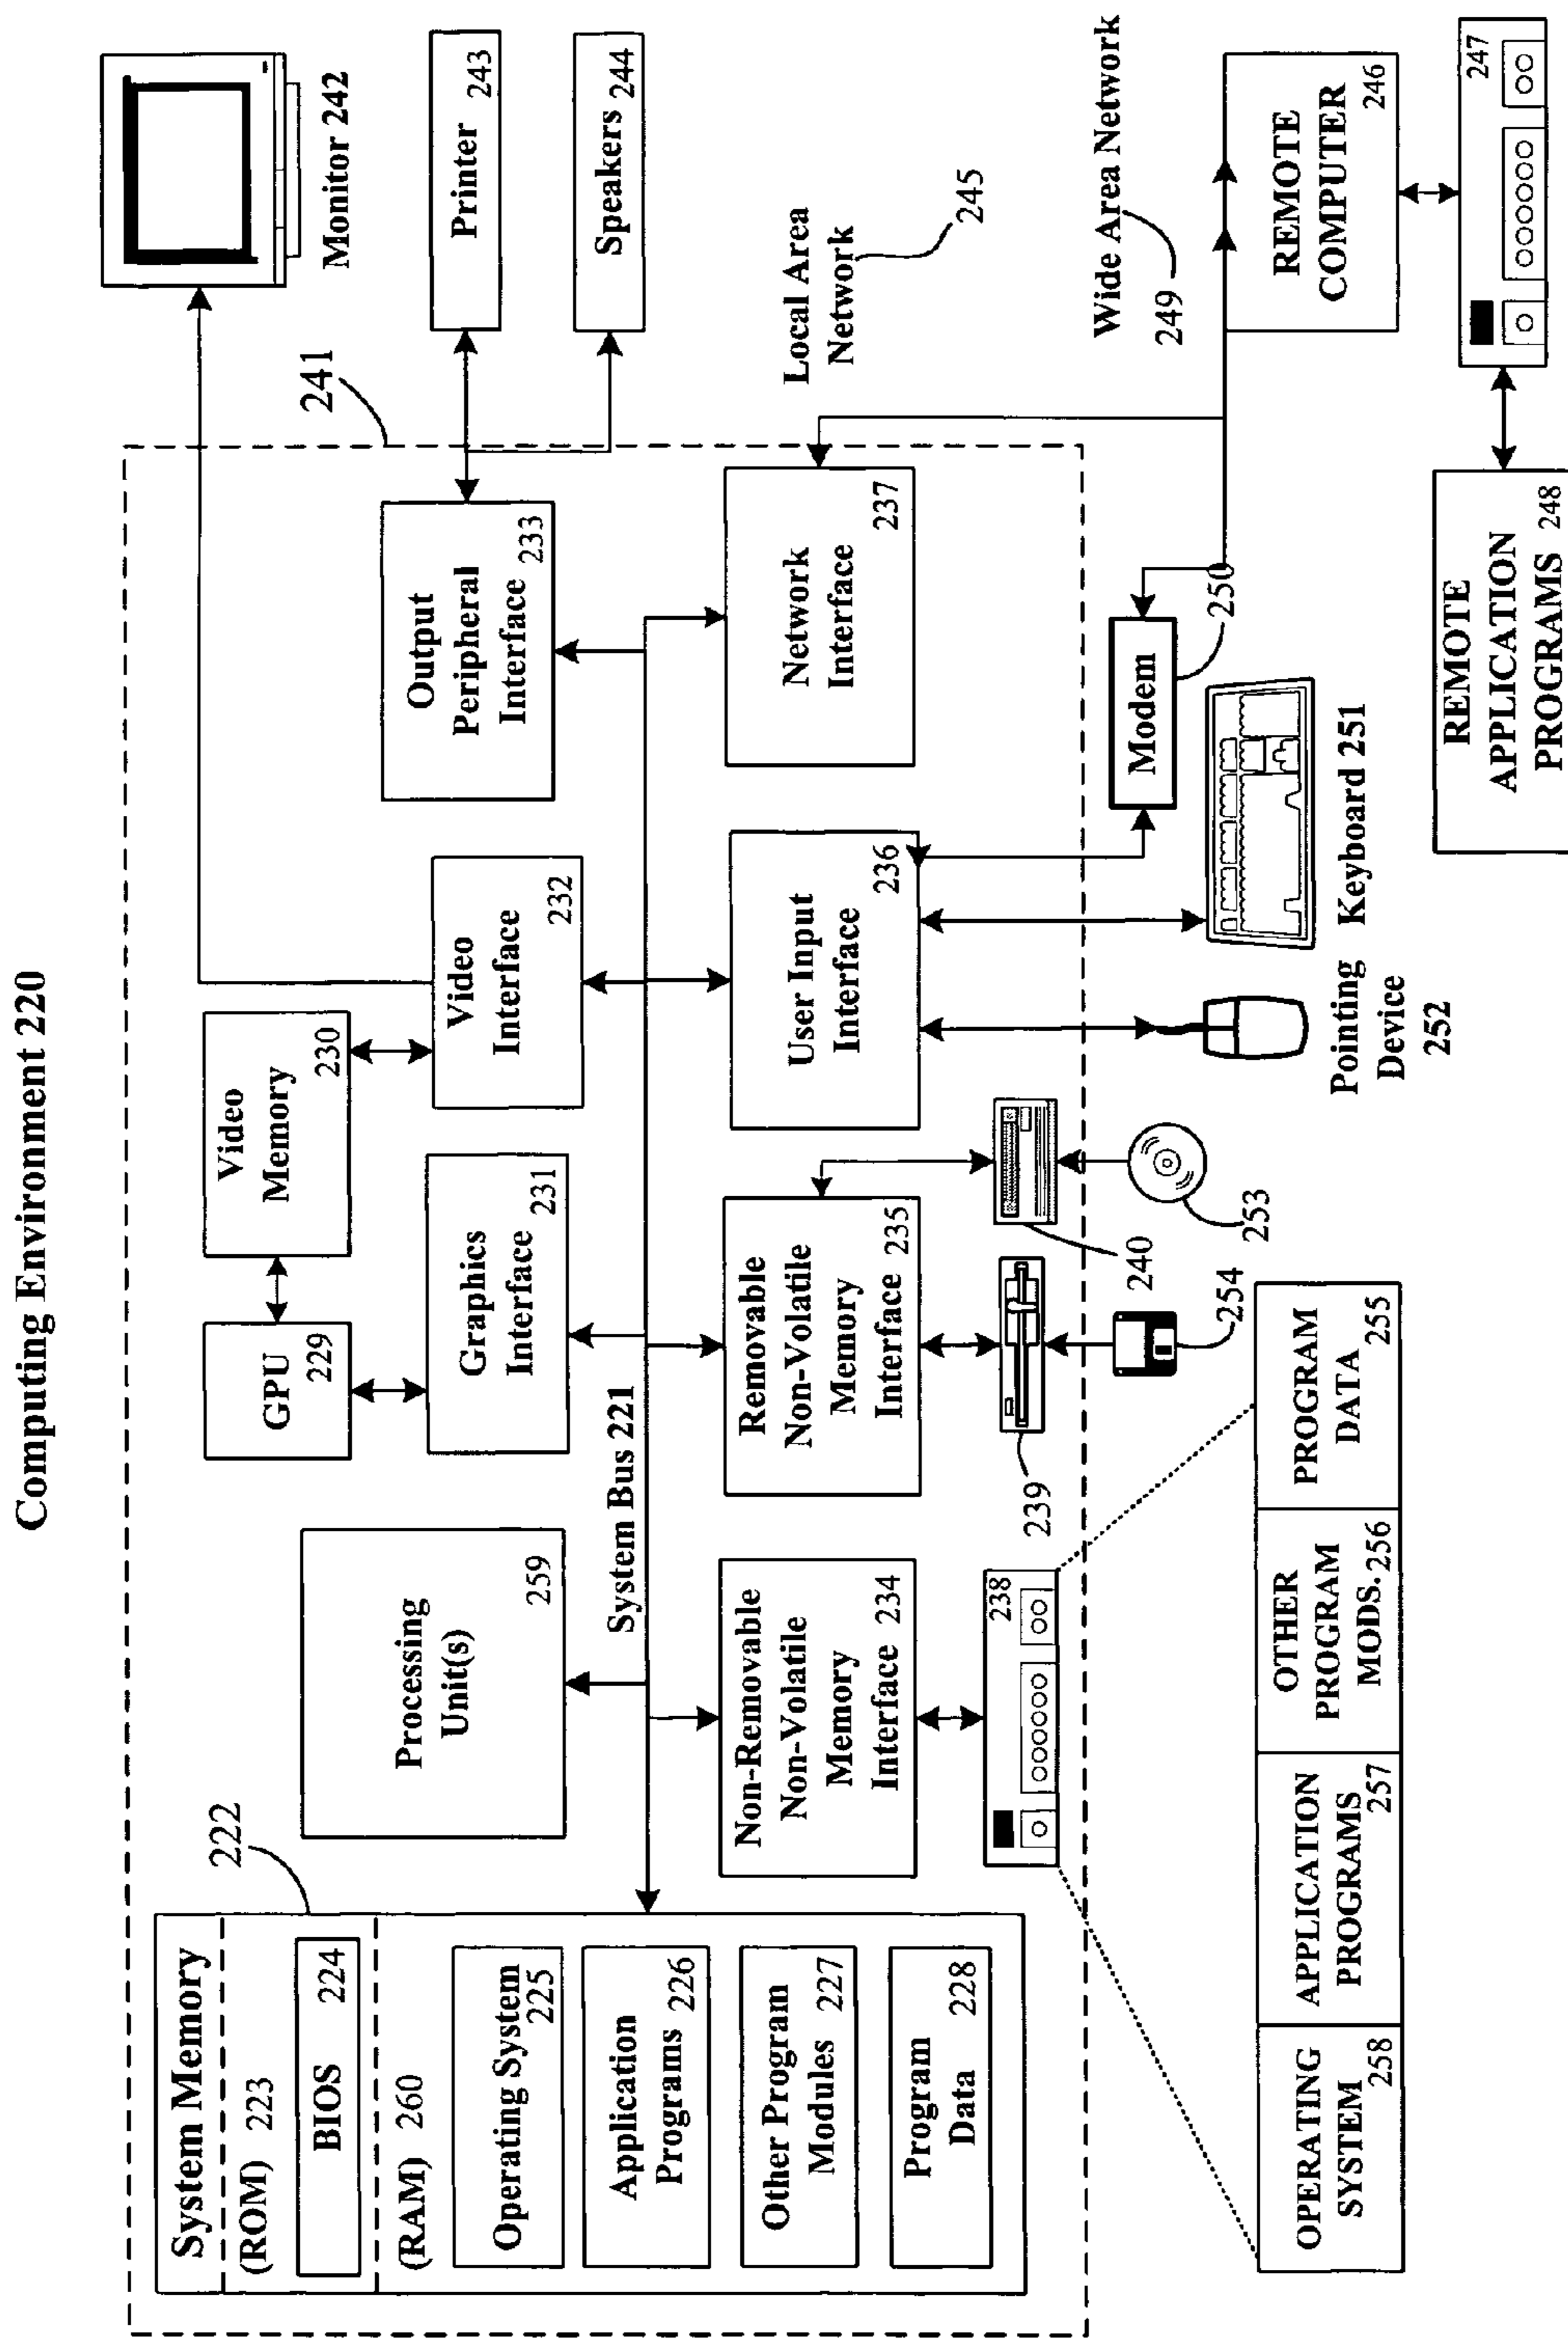 Computing Environment 220
222
System Memory
(ROM) 223
BIOS 224
(RAM) 260
Operating System
225
Application
Programs 226
Other Program
Modules 227
Program
Data 228
Processing
Unit(s)
259
GPU
229
Video
Memory
230
Graphics
Interface
231
Video
Interface
232
Output
Peripheral
Interface 233
241
Monitor 242
Printer
243
Speakers 244
System Bus 221
Non-Removable
Non-Volatile
Memory
Interface 234
Removable
Non-Volatile
Memory
Interface 235
User Input
Interface
236
Network
Interface
237
Local Area
Network
245
238
239
240
254
253
Pointing
Device
252
Keyboard 251
Modem
250
Wide Area Network
249
REMOTE
COMPUTER
246
247
REMOTE
APPLICATION
PROGRAMS 248
OPERATING
SYSTEM
258
APPLICATION
PROGRAMS
257
OTHER
PROGRAM
MODS. 256
PROGRAM
DATA
255